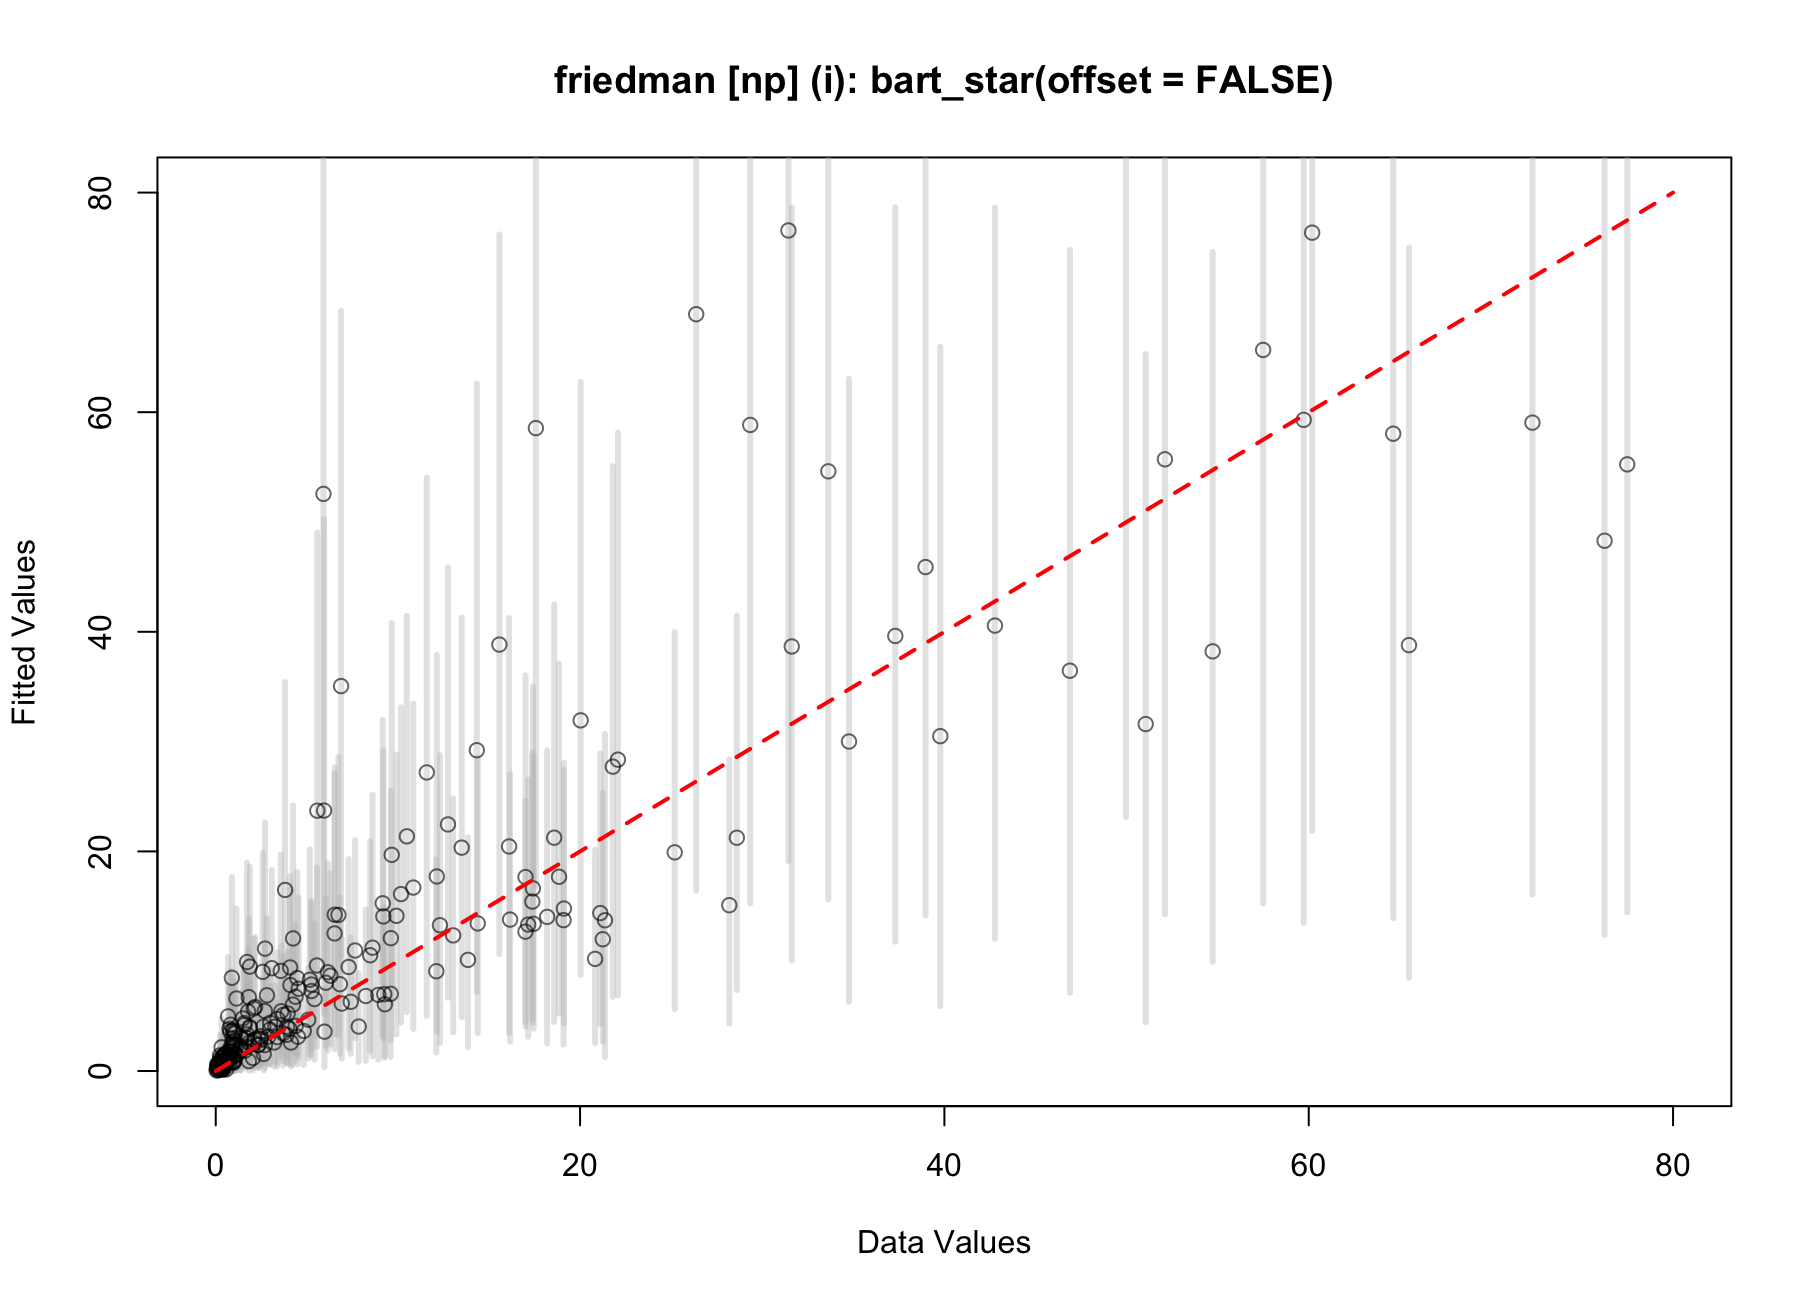 friedman [np] (i): bart_star(offset = FALSE)
80
60
40
20
0
Fitted Values
0 20 40 60 80
Data Values